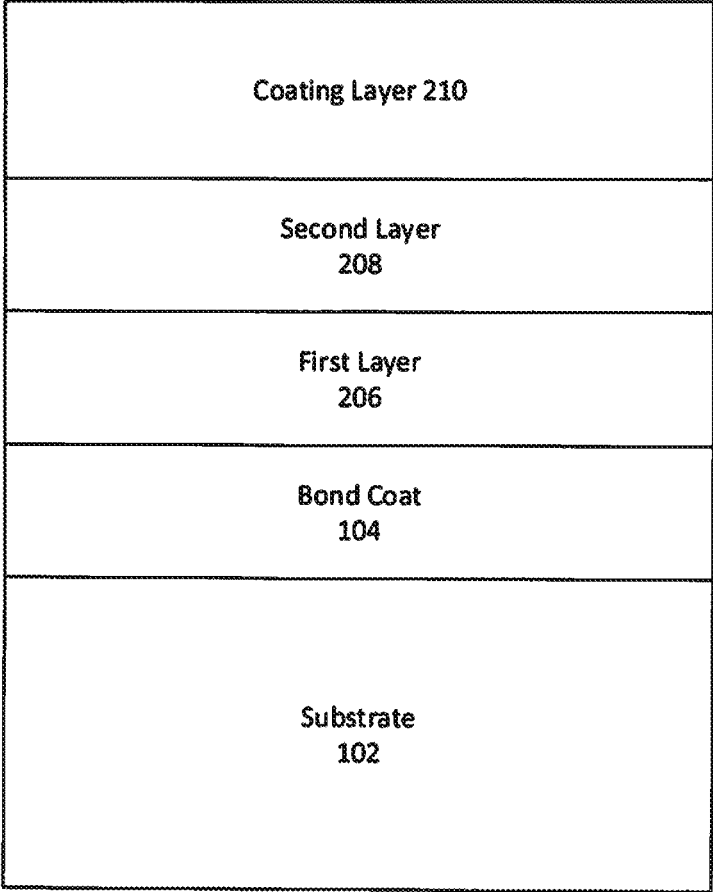 Coating Layer 210
Second Layer
208
First Layer
206
Bond Coat
104
Substrate
102